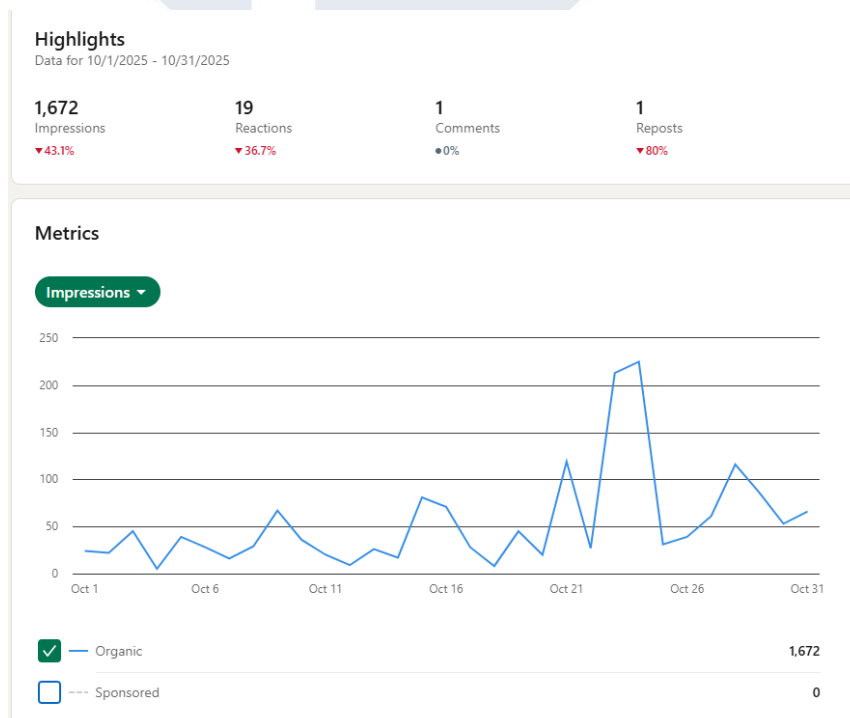 Highlights
Data for 10/1/2025 - 10/31/2025
1,672 19 1 1
Impressions Reactions Comments Reposts
▼43.1% ▼36.7% ●0% ▼80%
Metrics
Impressions
250
200
150
100
50
0
Oct 1 Oct 6 Oct 11 Oct 16 Oct 21 Oct 26 Oct 31
Organic 1,672
Sponsored 0